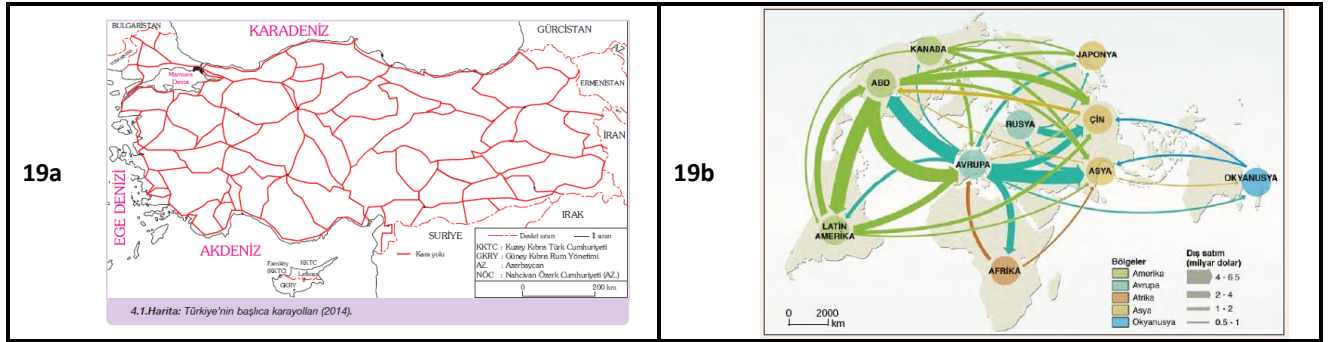 19a
BULGARİSTAN
KARADENİZ
GÜRCİSTAN
Marmara
Denizi
AZ.
ERMENİSTAN
İRAN
EGE DENİZİ
AKDENİZ
SURİYE
IRAK
Kara yolu
Devlet sınırı
İl sınırı
KKTC : Kuzey Kıbrıs Türk Cumhuriyeti
GKRY : Güney Kıbrıs Rum Yönetimi
AZ. : Azerbaycan
NÖC : Nahcivan Özerk Cumhuriyeti (AZ.)
0 200 km
Esenköy
(KKTC)
KKTC
Lefkoşa
GKRY
4.1.Harita: Türkiye'nin başlıca karayolları (2014).
19b
KANADA
JAPONYA
ABD
RUSYA
ÇİN
AVRUPA
ASYA
OKYANUSYA
LATİN
AMERİKA
AFRİKA
0 2000
km
Bölgeler
Amerika
Avrupa
Afrika
Asya
Okyanusya
Dış satım
(milyar dolar)
4 - 6.5
2 - 4
1 - 2
0.5 - 1